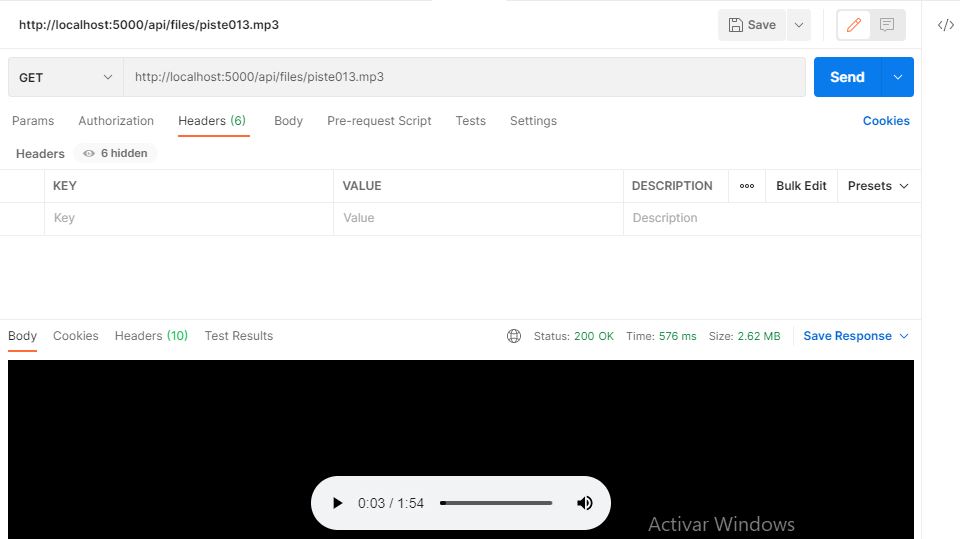 http://localhost:5000/api/files/piste013.mp3 Save
GET http://localhost:5000/api/files/piste013.mp3 Send
Params Authorization Headers (6) Body Pre-request Script Tests Settings Cookies
Headers 6 hidden
KEY VALUE DESCRIPTION Bulk Edit Presets
Key Value Description
Body Cookies Headers (10) Test Results Status: 200 OK Time: 576 ms Size: 2.62 MB Save Response
0:03 / 1:54
Activar Windows